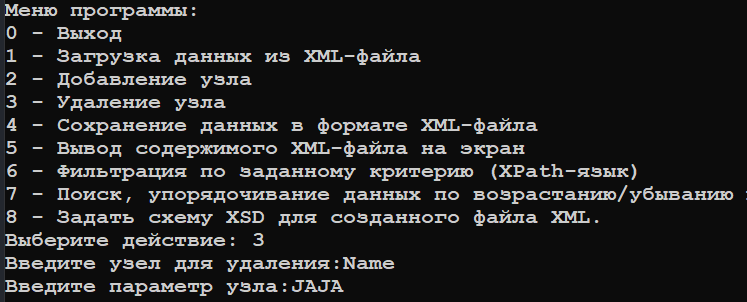 Меню программы:
0 – Выход
1 – Загрузка данных из XML-файла
2 – Добавление узла
3 – Удаление узла
4 – Сохранение данных в формате XML-файла
5 – Вывод содержимого XML-файла на экран
6 – Фильтрация по заданному критерию (XPath-язык)
7 – Поиск, упорядочивание данных по возрастанию/убыванию
8 – Задать схему XSD для созданного файла XML.
Выберите действие: 3
Введите узел для удаления:Name
Введите параметр узла:JAJA